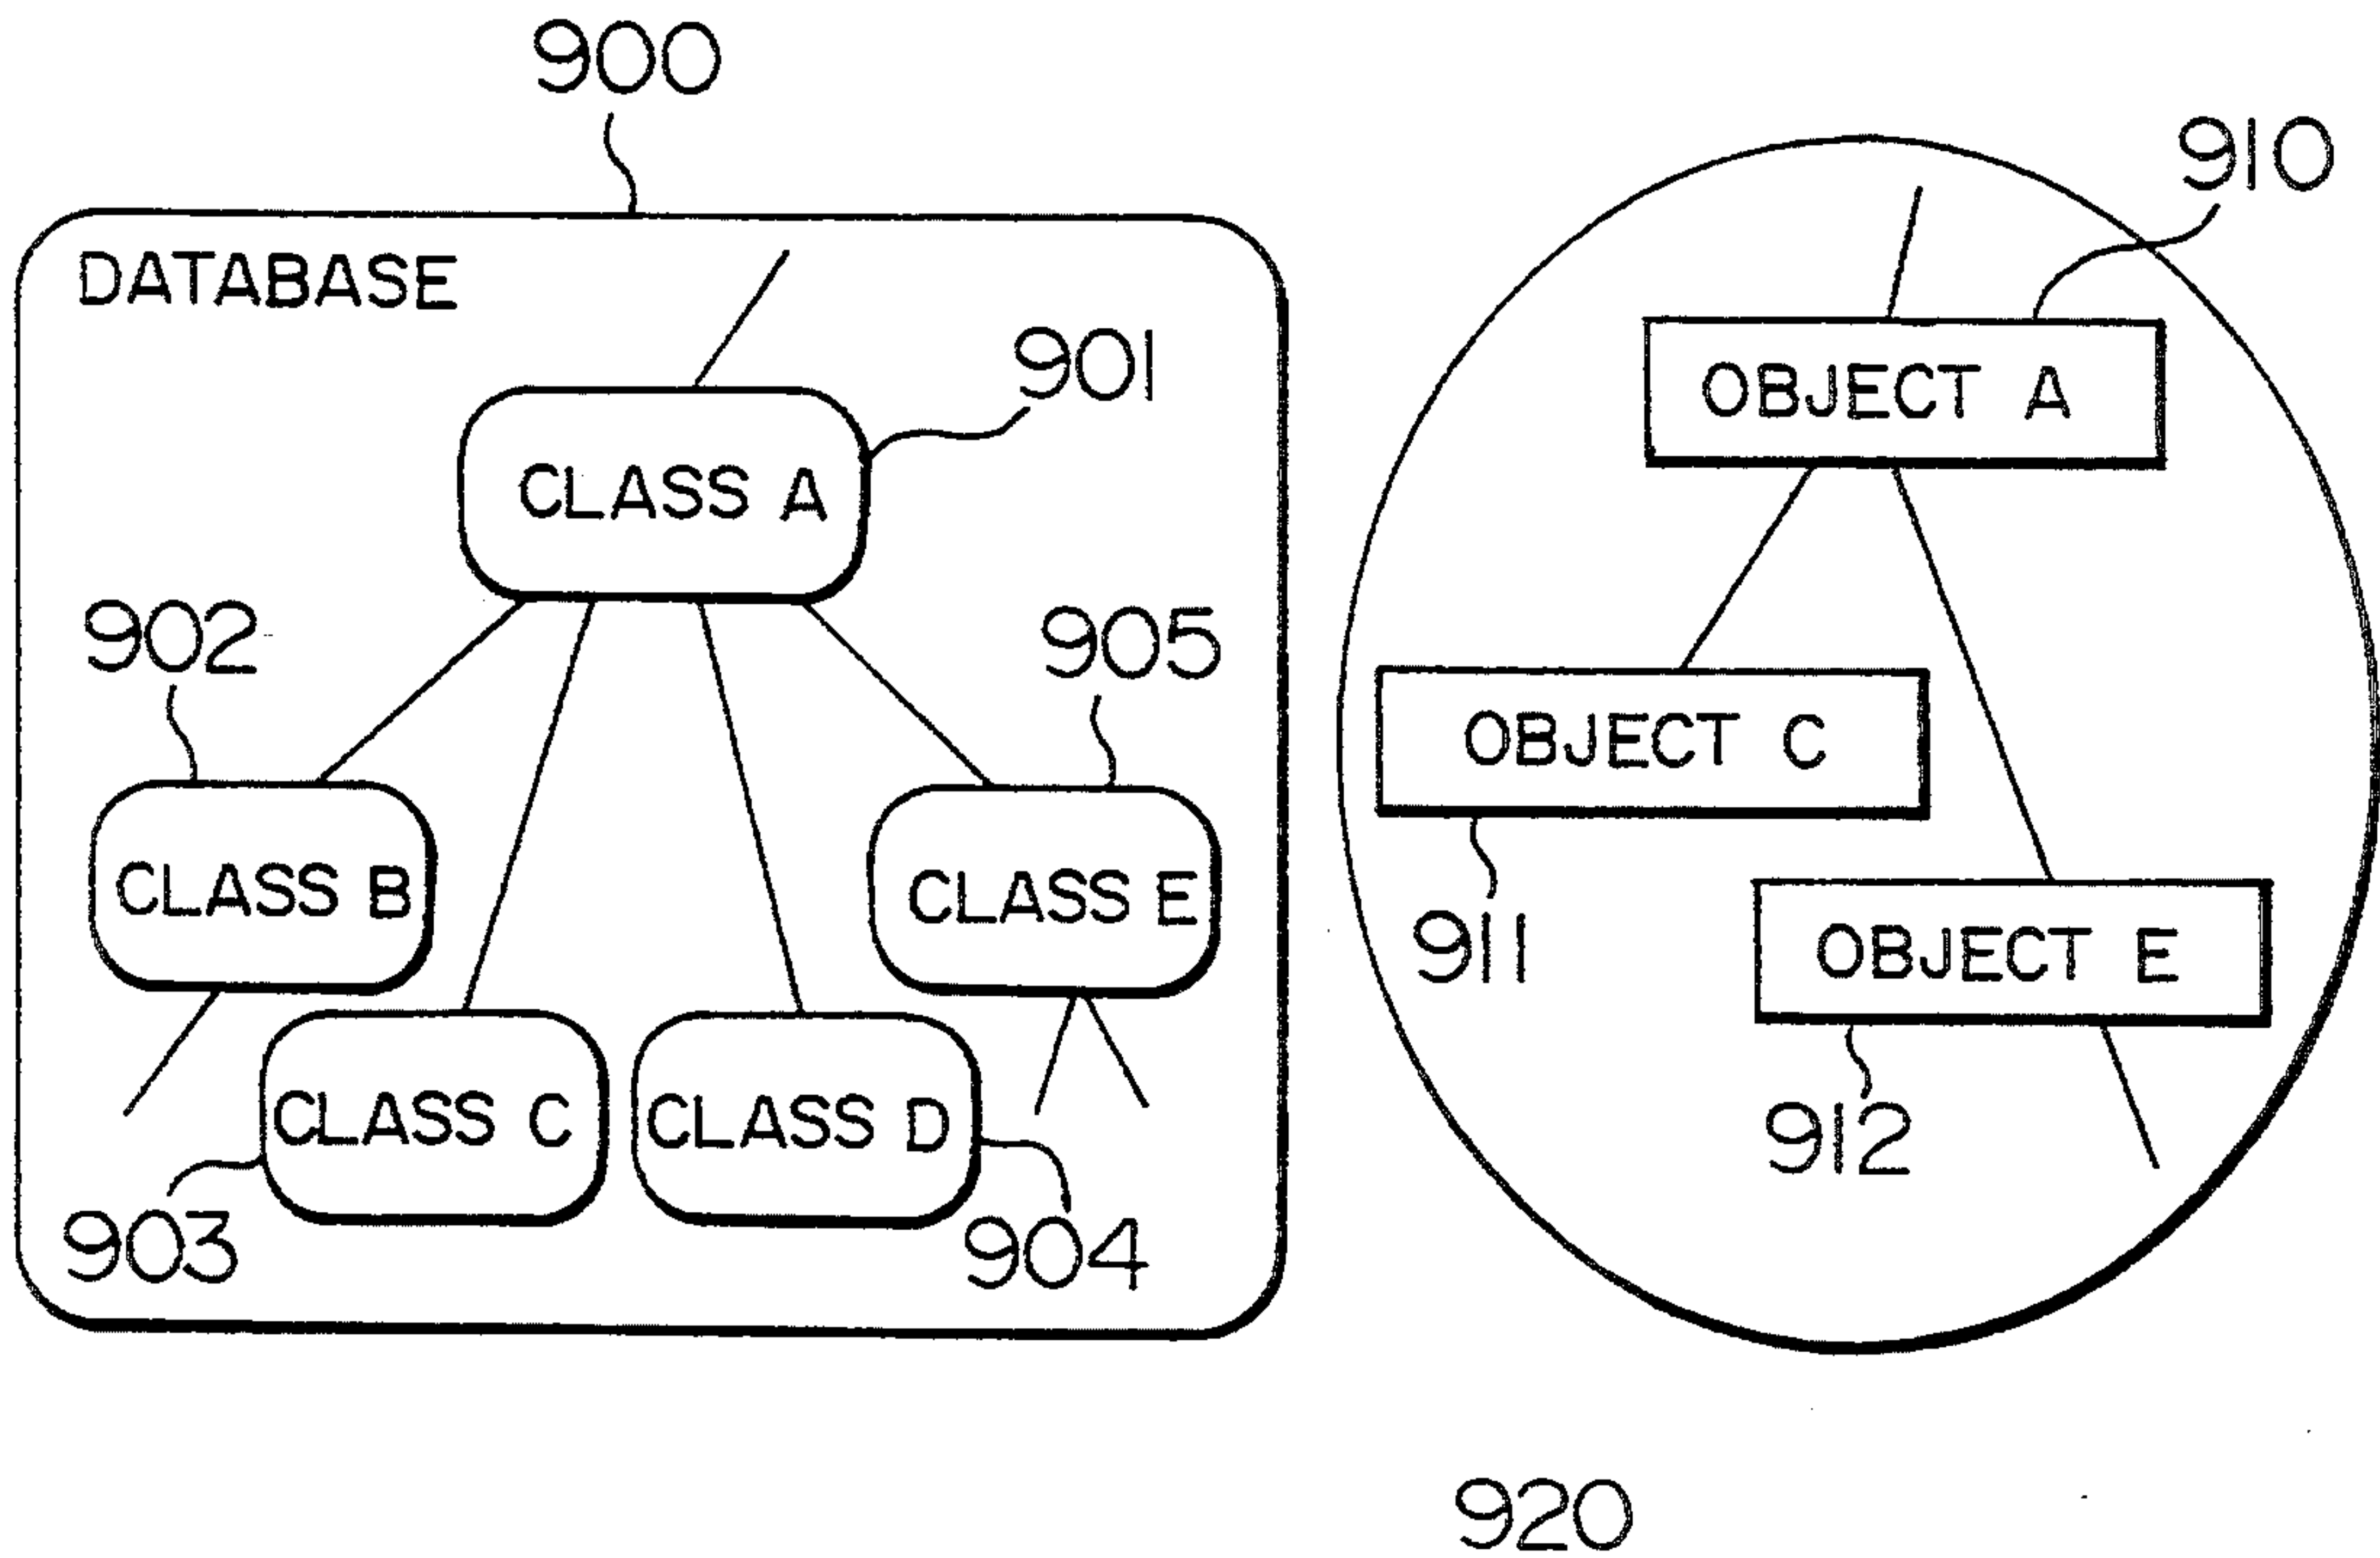 900
DATABASE
901
CLASS A
902
905
CLASS B
CLASS E
CLASS C
CLASS D
903
904
910
OBJECT A
OBJECT C
911
OBJECT E
912
920